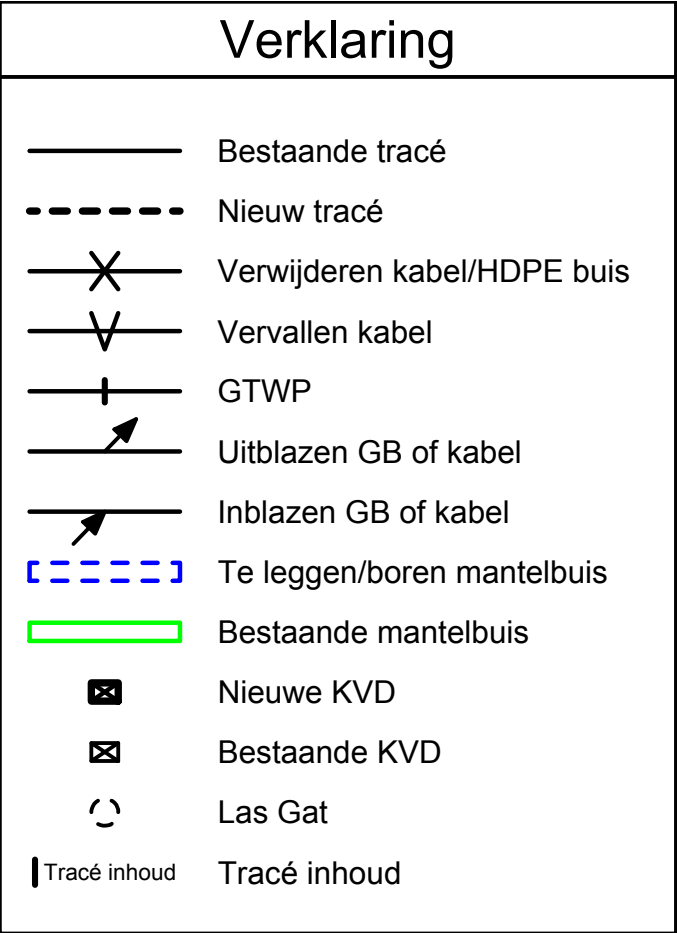 Verklaring
Bestaande tracé
Nieuw tracé
Verwijderen kabel/HDPE buis
Vervallen kabel
GTWP
Uitblazen GB of kabel
Inblazen GB of kabel
Te leggen/boren mantelbuis
Bestaande mantelbuis
Nieuwe KVD
Bestaande KVD
Las Gat
Tracé inhoud Tracé inhoud